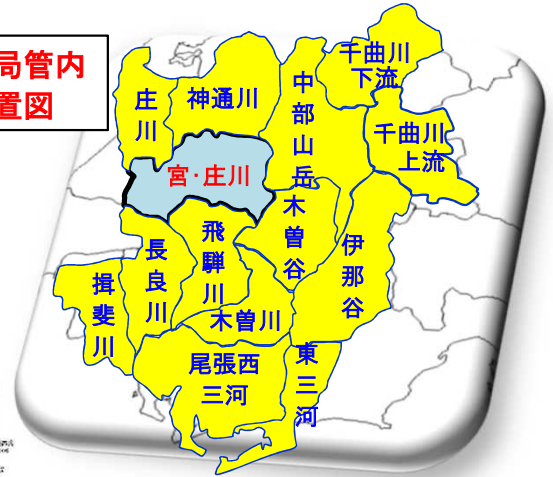 局管内
置図
千曲川
下流
庄川
神通川
中部山岳
千曲川
上流
宮・庄川
木曽谷
伊那谷
飛騨川
長良川
揖斐川
木曽川
尾張西
三河
東三河